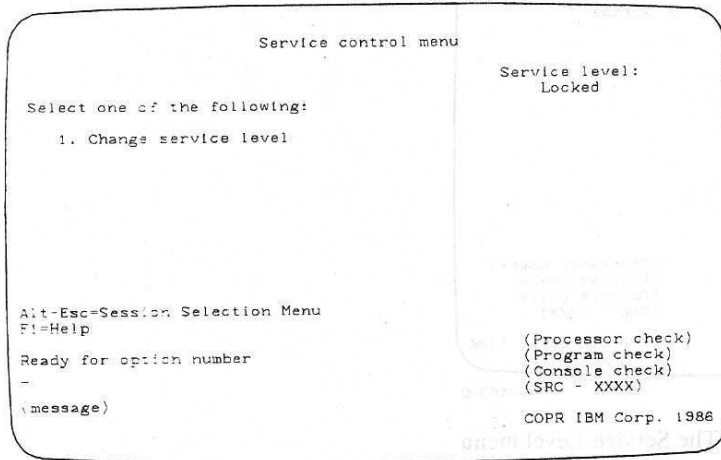 Service control menu
Service level:
Locked
Select one of the following:
1. Change service level
Alt-Esc=Session Selection Menu
F1=Help
Ready for option number
_
(message)
(Processor check)
(Program check)
(Console check)
(SRC - XXXX)
COPR IBM Corp. 1986